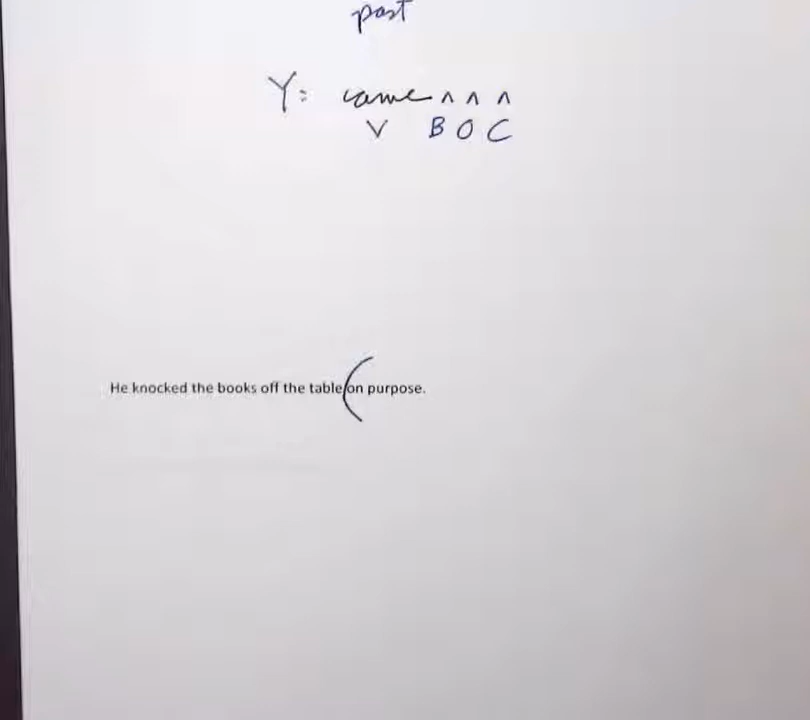 past
Y: came ^ ^ ^
V B O C
He knocked the books off the table (on purpose.